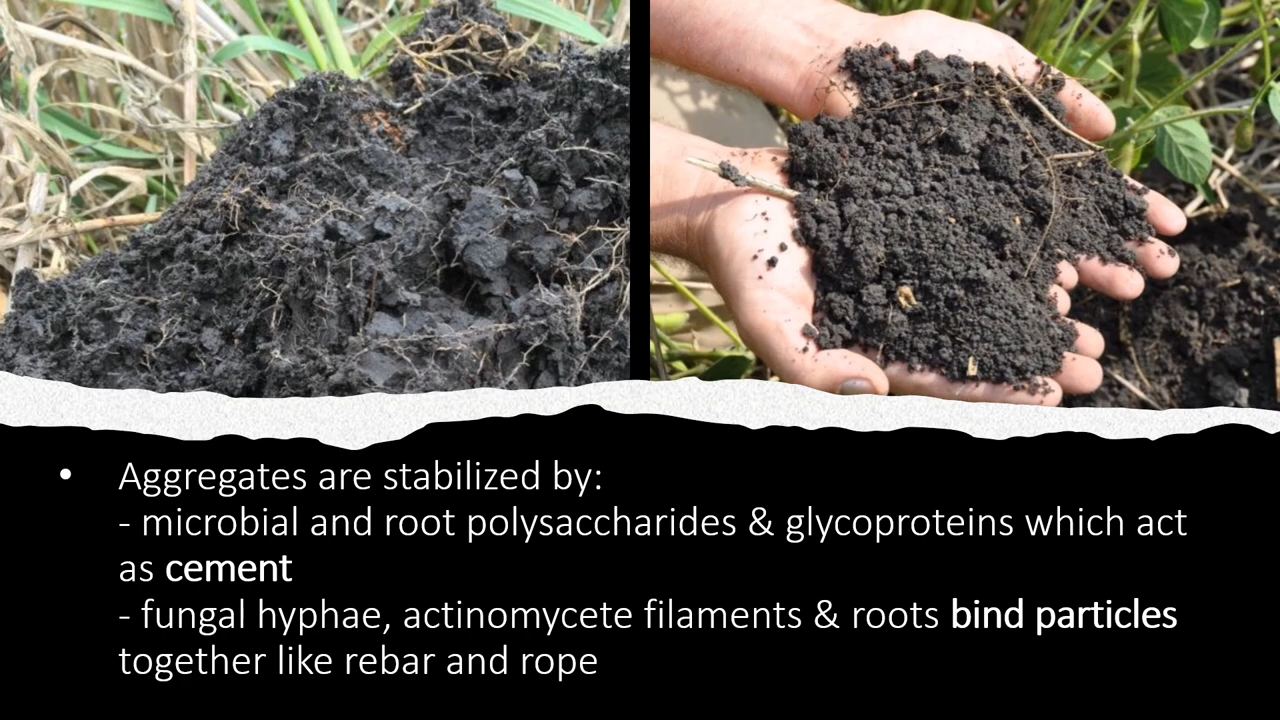 • Aggregates are stabilized by:
- microbial and root polysaccharides & glycoproteins which act
as cement
- fungal hyphae, actinomycete filaments & roots bind particles
together like rebar and rope